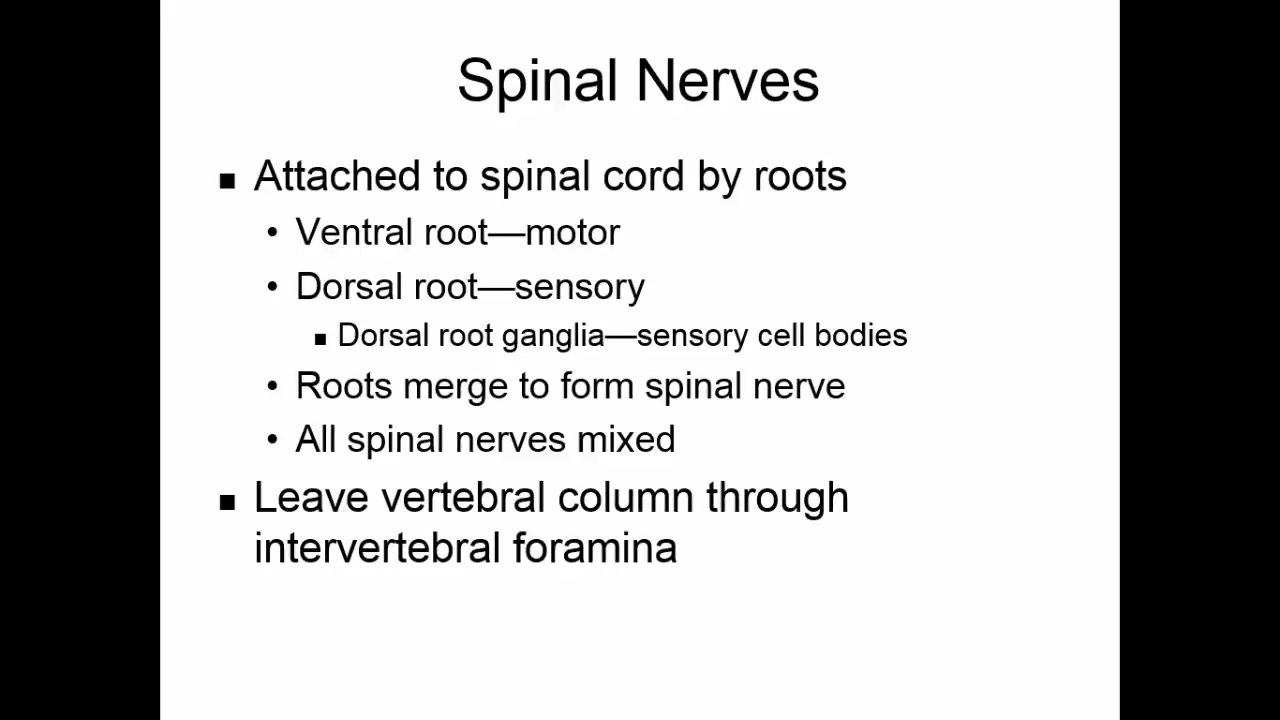 Spinal Nerves
■ Attached to spinal cord by roots
• Ventral root—motor
• Dorsal root—sensory
■ Dorsal root ganglia—sensory cell bodies
• Roots merge to form spinal nerve
• All spinal nerves mixed
■ Leave vertebral column through
intervertebral foramina